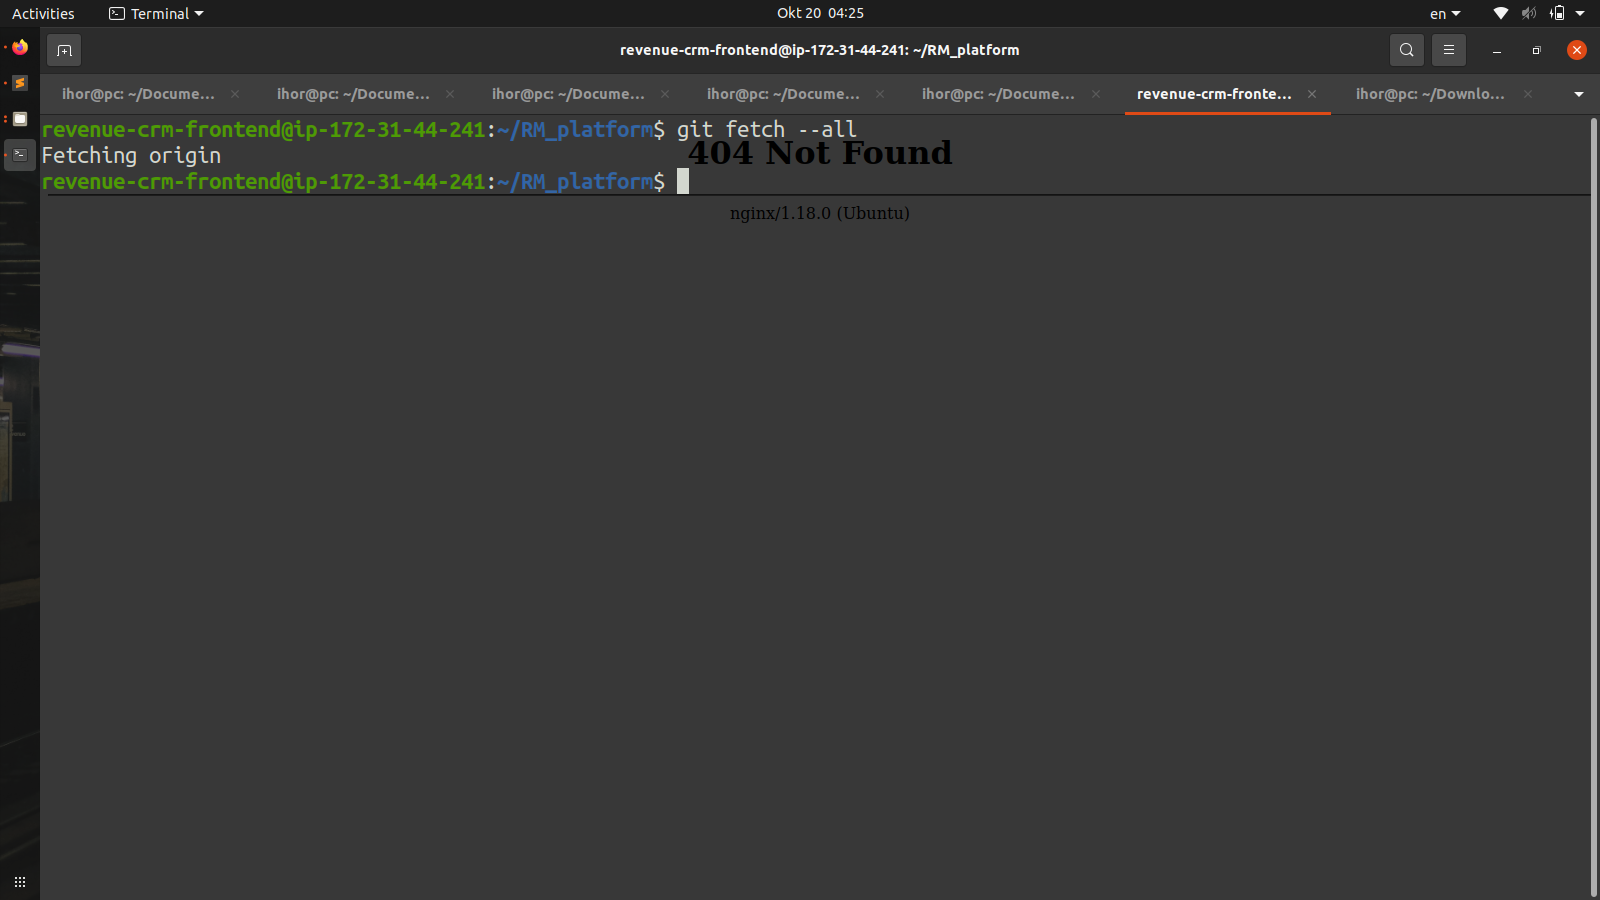 Activities Terminal Okt 20 04:25 en
revenue-crm-frontend@ip-172-31-44-241: ~/RM_platform
ihor@pc: ~/Docume... ihor@pc: ~/Docume... ihor@pc: ~/Docume... ihor@pc: ~/Docume... ihor@pc: ~/Docume... revenue-crm-fronte... ihor@pc: ~/Downlo...
revenue-crm-frontend@ip-172-31-44-241:~/RM_platform$ git fetch --all
Fetching origin
404 Not Found
revenue-crm-frontend@ip-172-31-44-241:~/RM_platform$
nginx/1.18.0 (Ubuntu)